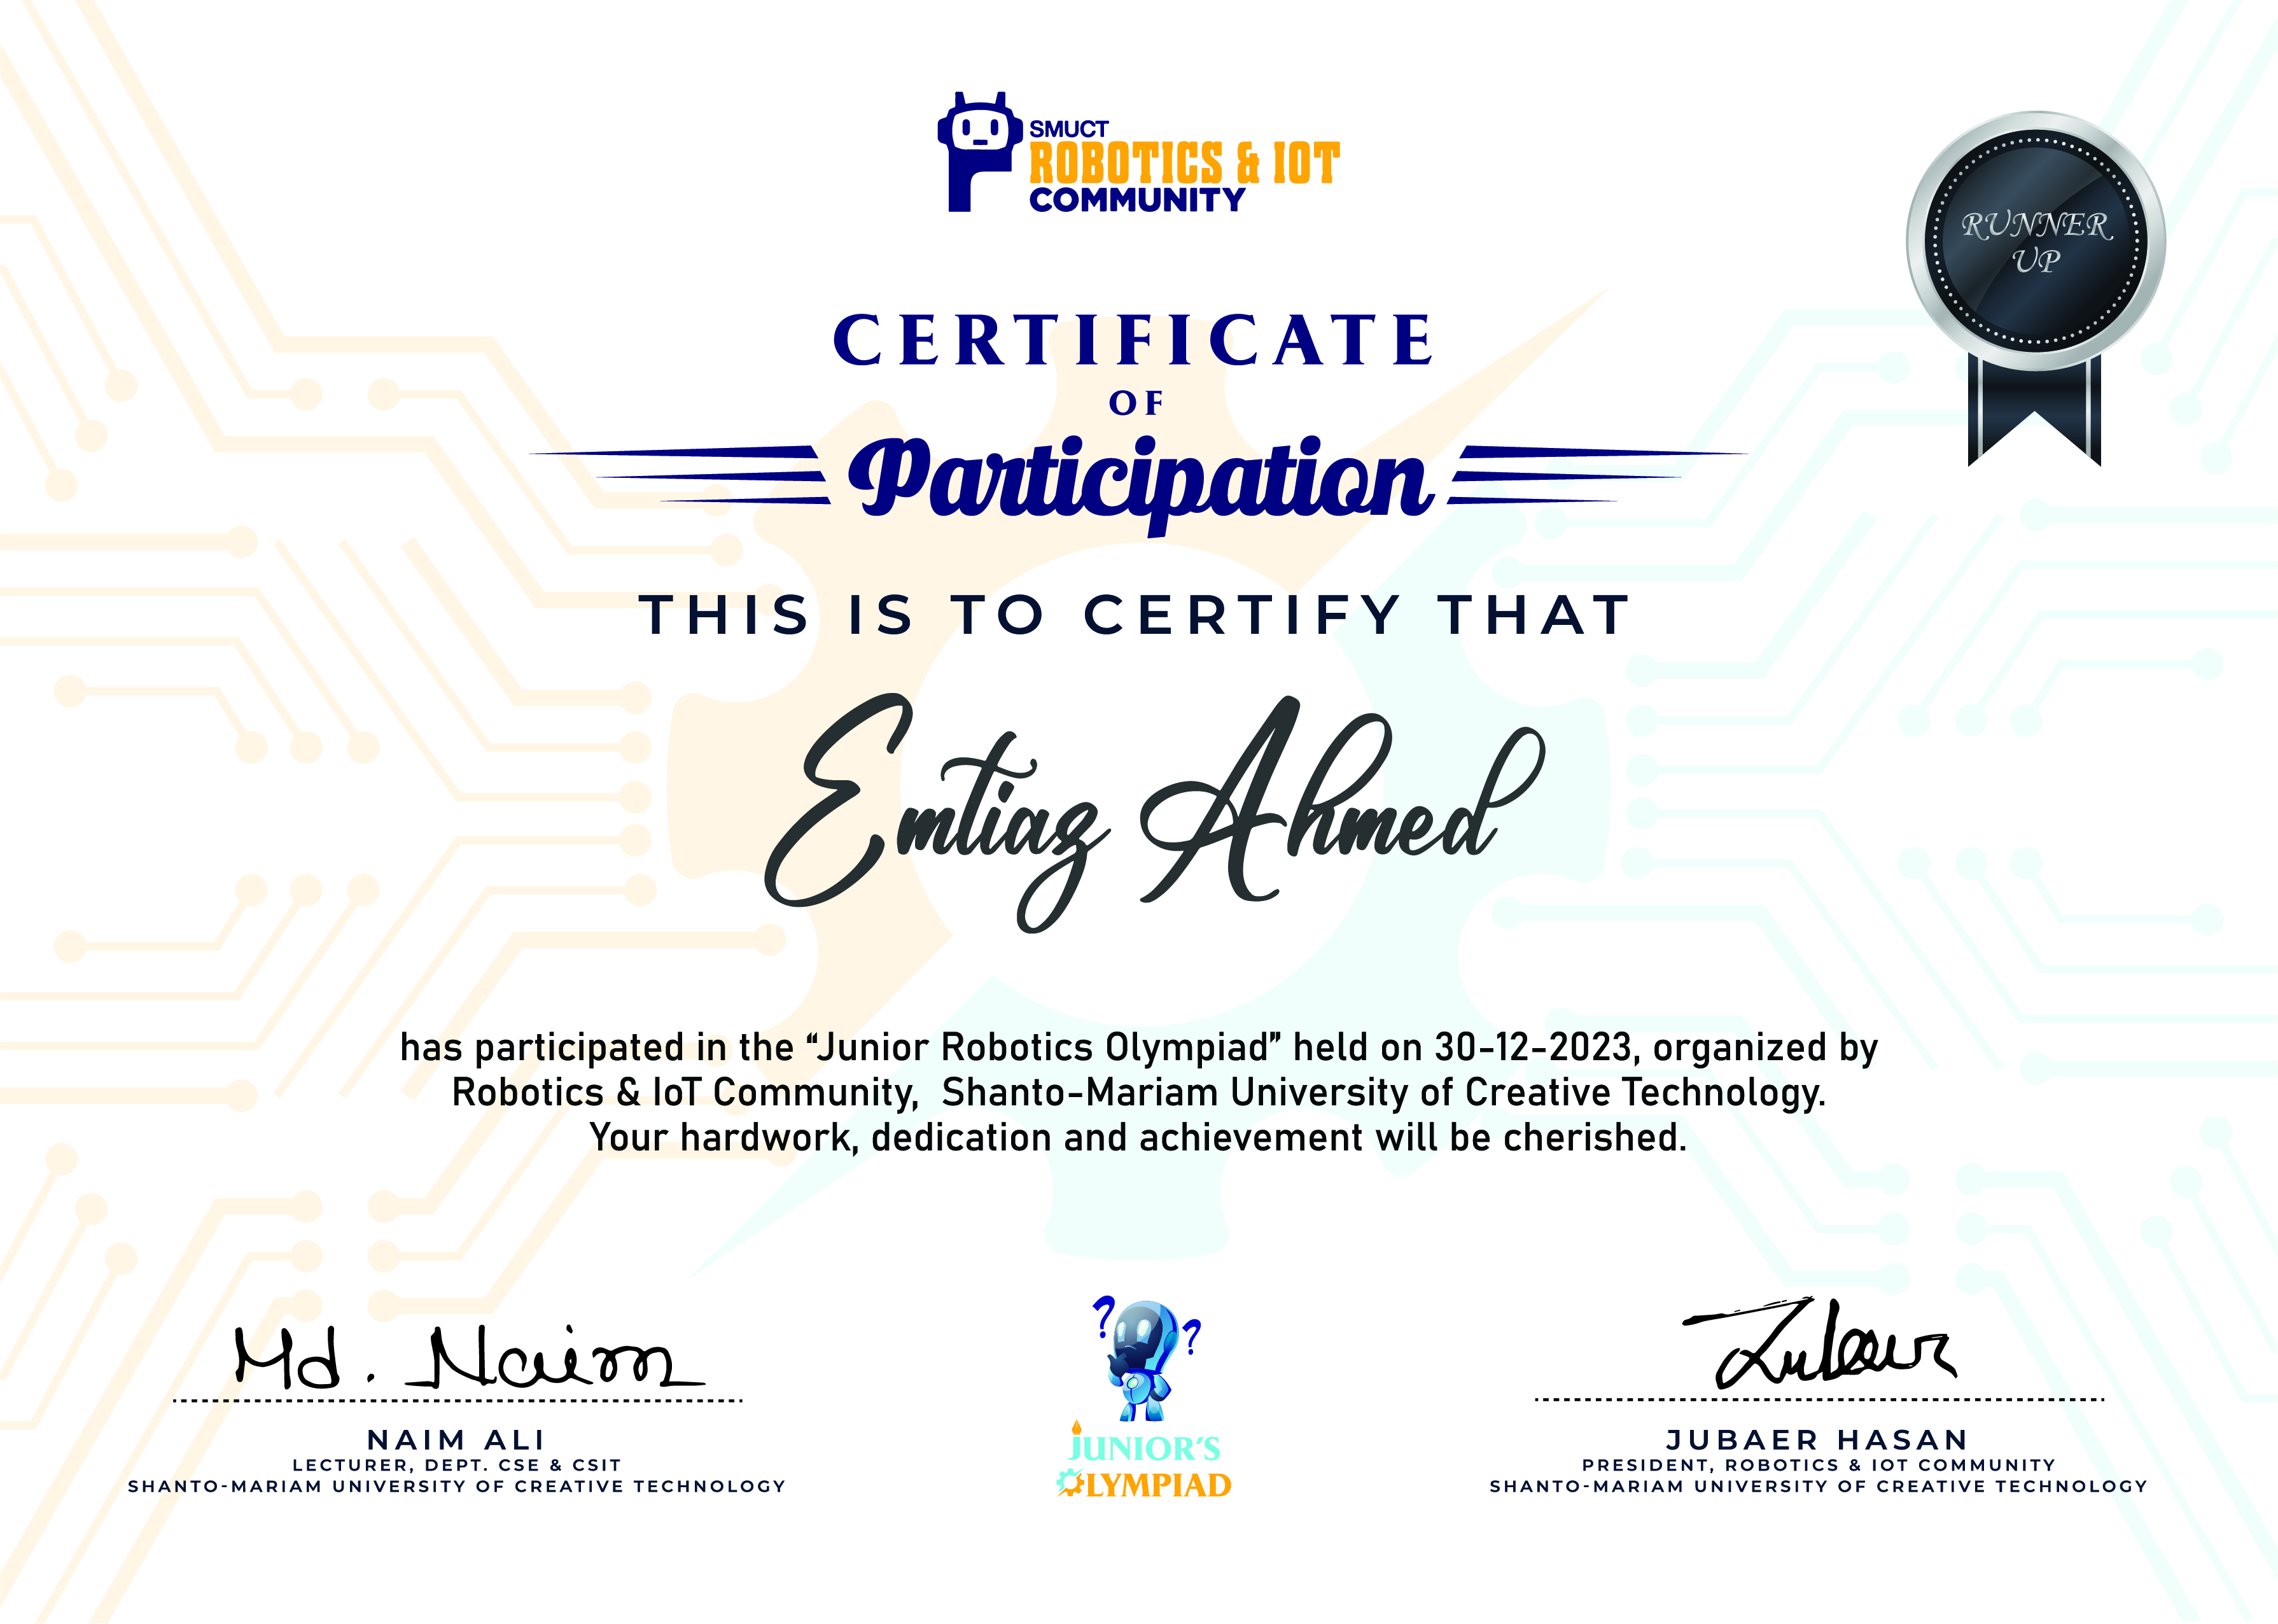 SMUCT
ROBOTICS & IOT
COMMUNITY
RUNNER
UP
CERTIFICATE
OF
Participation
THIS IS TO CERTIFY THAT
Emtiaz Ahmed
has participated in the “Junior Robotics Olympiad” held on 30-12-2023, organized by
Robotics & IoT Community, Shanto-Mariam University of Creative Technology.
Your hardwork, dedication and achievement will be cherished.
Md. Naim
NAIM ALI
LECTURER, DEPT. CSE & CSIT
SHANTO-MARIAM UNIVERSITY OF CREATIVE TECHNOLOGY
? ?
JUNIOR’S
OLYMPIAD
Jubaer
JUBAER HASAN
PRESIDENT, ROBOTICS & IOT COMMUNITY
SHANTO-MARIAM UNIVERSITY OF CREATIVE TECHNOLOGY